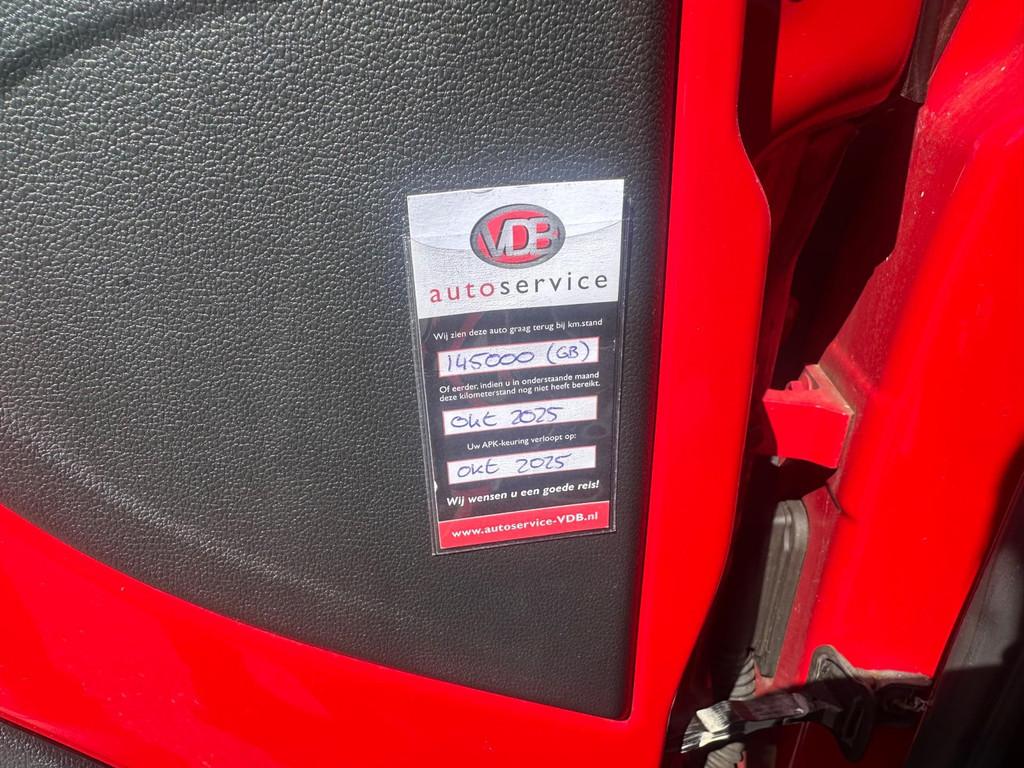 VDB
autoservice
Wij zien deze auto graag terug bij km.stand
145000 (GB)
Of eerder, indien u in onderstaande maand
deze kilometerstand nog niet heeft bereikt.
okt 2025
Uw APK-keuring verloopt op:
okt 2025
Wij wensen u een goede reis!
www.autoservice-VDB.nl